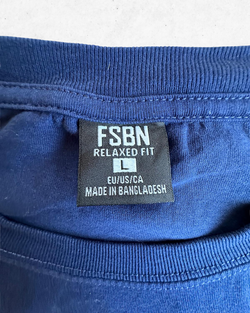 FSBN
RELAXED FIT
L
EU/US/CA
MADE IN BANGLADESH